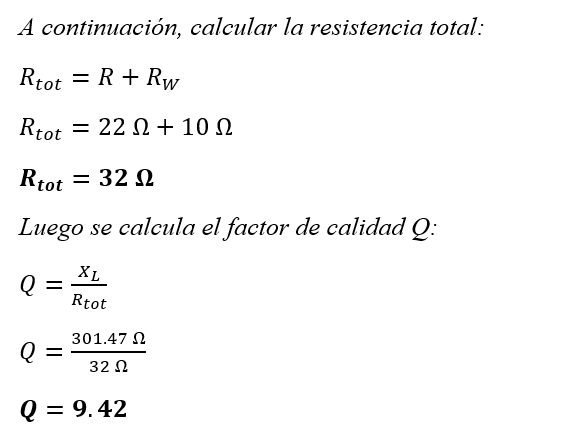 A continuación, calcular la resistencia total:
R_tot = R + R_W
R_tot = 22 Ω + 10 Ω
R_tot = 32 Ω
Luego se calcula el factor de calidad Q:
Q = X_L / R_tot
Q = 301.47 Ω / 32 Ω
Q = 9.42